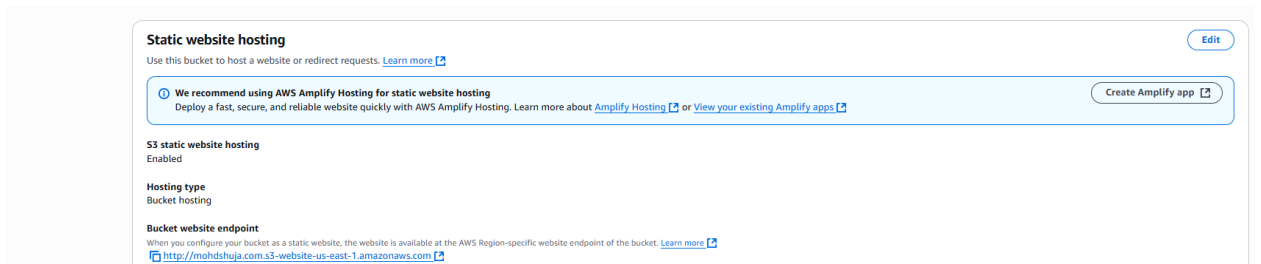 Static website hosting
Edit
Use this bucket to host a website or redirect requests. Learn more
We recommend using AWS Amplify Hosting for static website hosting
Create Amplify app
Deploy a fast, secure, and reliable website quickly with AWS Amplify Hosting. Learn more about Amplify Hosting or View your existing Amplify apps
S3 static website hosting
Enabled
Hosting type
Bucket hosting
Bucket website endpoint
When you configure your bucket as a static website, the website is available at the AWS Region-specific website endpoint of the bucket. Learn more
http://mohdshuja.com.s3-website-us-east-1.amazonaws.com